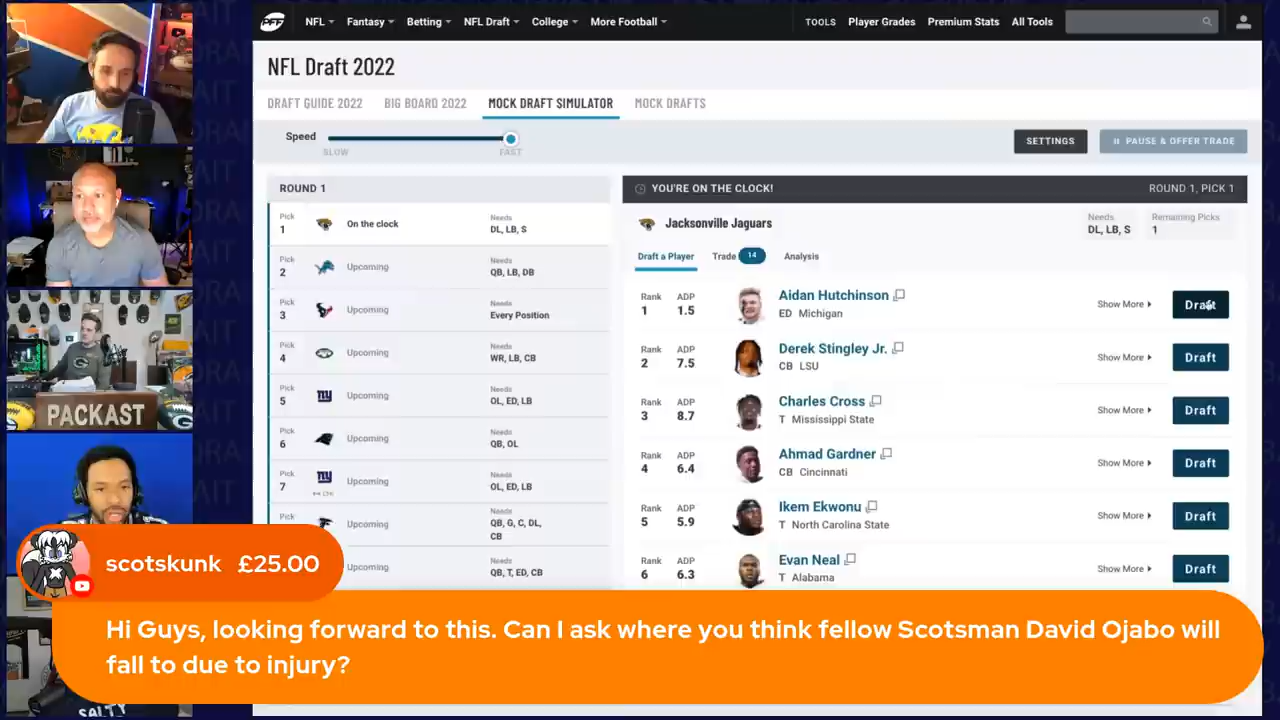 PFF
NFL
Fantasy
Betting
NFL Draft
College
More Football
TOOLS
Player Grades
Premium Stats
All Tools
NFL Draft 2022
DRAFT GUIDE 2022
BIG BOARD 2022
MOCK DRAFT SIMULATOR
MOCK DRAFTS
Speed
SLOW
FAST
SETTINGS
PAUSE & OFFER TRADE
ROUND 1
Pick
1
On the clock
Needs
DL, LB, S
Pick
2
Upcoming
Needs
QB, LB, DB
Pick
3
Upcoming
Needs
Every Position
Pick
4
Upcoming
Needs
WR, LB, CB
Pick
5
Upcoming
Needs
OL, ED, LB
Pick
6
Upcoming
Needs
QB, OL
Pick
7
Upcoming
Needs
OL, ED, LB
Pick
8
Upcoming
Needs
QB, G, C, DL,
CB
Upcoming
Needs
QB, T, ED, CB
YOU'RE ON THE CLOCK!
ROUND 1, PICK 1
Jacksonville Jaguars
Needs
DL, LB, S
Remaining Picks
1
Draft a Player
Trade
14
Analysis
Rank
1
ADP
1.5
Aidan Hutchinson
ED Michigan
Show More
Draft
Rank
2
ADP
7.5
Derek Stingley Jr.
CB LSU
Show More
Draft
Rank
3
ADP
8.7
Charles Cross
T Mississippi State
Show More
Draft
Rank
4
ADP
6.4
Ahmad Gardner
CB Cincinnati
Show More
Draft
Rank
5
ADP
5.9
Ikem Ekwonu
T North Carolina State
Show More
Draft
Rank
6
ADP
6.3
Evan Neal
T Alabama
Show More
Draft
PACKAST
scotskunk £25.00
Hi Guys, looking forward to this. Can I ask where you think fellow Scotsman David Ojabo will
fall to due to injury?
SALTY